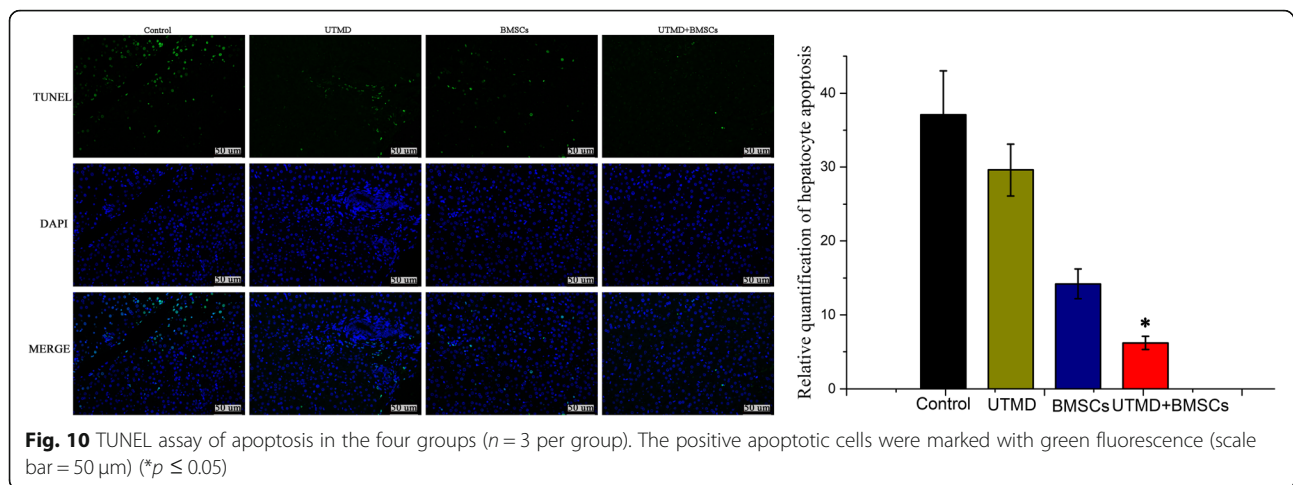 Control UTMD BMSCs UTMD+BMSCs
TUNEL
50 um 50 um 50 um 50 um
DAPI
50 um 50 um 50 um 50 um
MERGE
50 um 50 um 50 um 50 um
Relative quantification of hepatocyte apoptosis
40
30
20
10
0
*
Control UTMD BMSCs UTMD+BMSCs
Fig. 10 TUNEL assay of apoptosis in the four groups (n = 3 per group). The positive apoptotic cells were marked with green fluorescence (scale
bar = 50 μm) (*p ≤ 0.05)